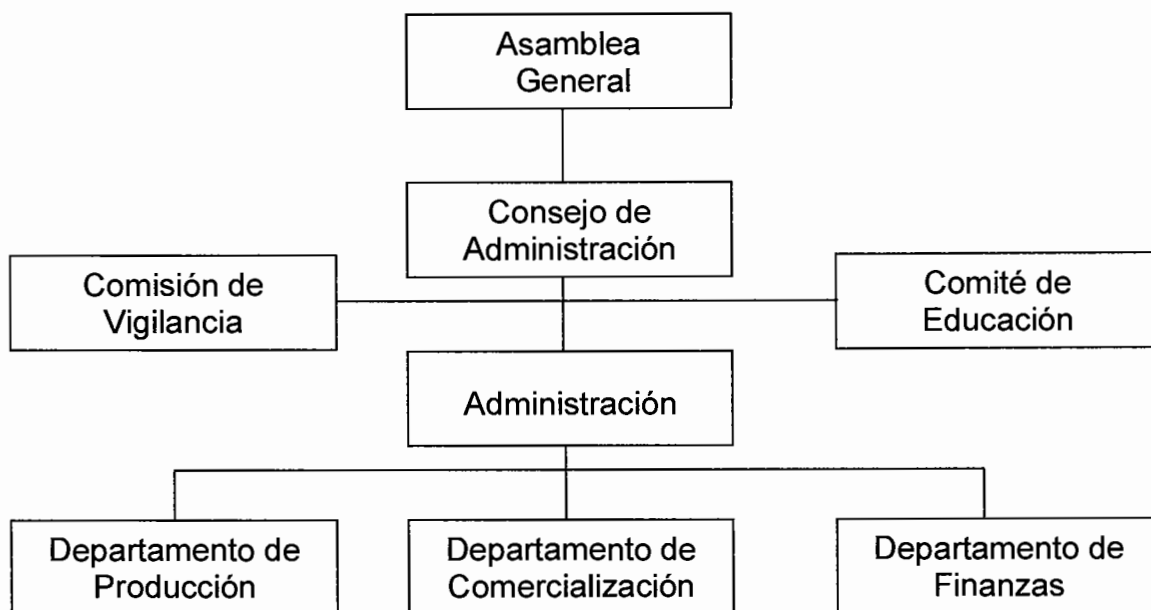 Asamblea
General
Consejo de
Administración
Comisión de
Vigilancia
Comité de
Educación
Administración
Departamento de
Producción
Departamento de
Comercialización
Departamento de
Finanzas